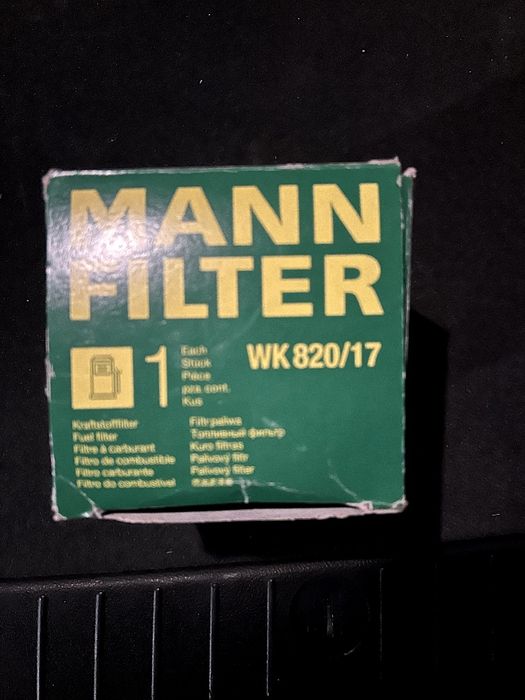 MANN
FILTER
1
Each
Stück
Pièce
pza. cont.
Kus
WK 820/17
Kraftstofffilter
Fuel filter
Filtre à carburant
Filtro de combustible
Filtro carburante
Filtro de combustível
Filtr paliwa
Топливный фильтр
Kuro filtras
Palivový filtr
Palivový filter